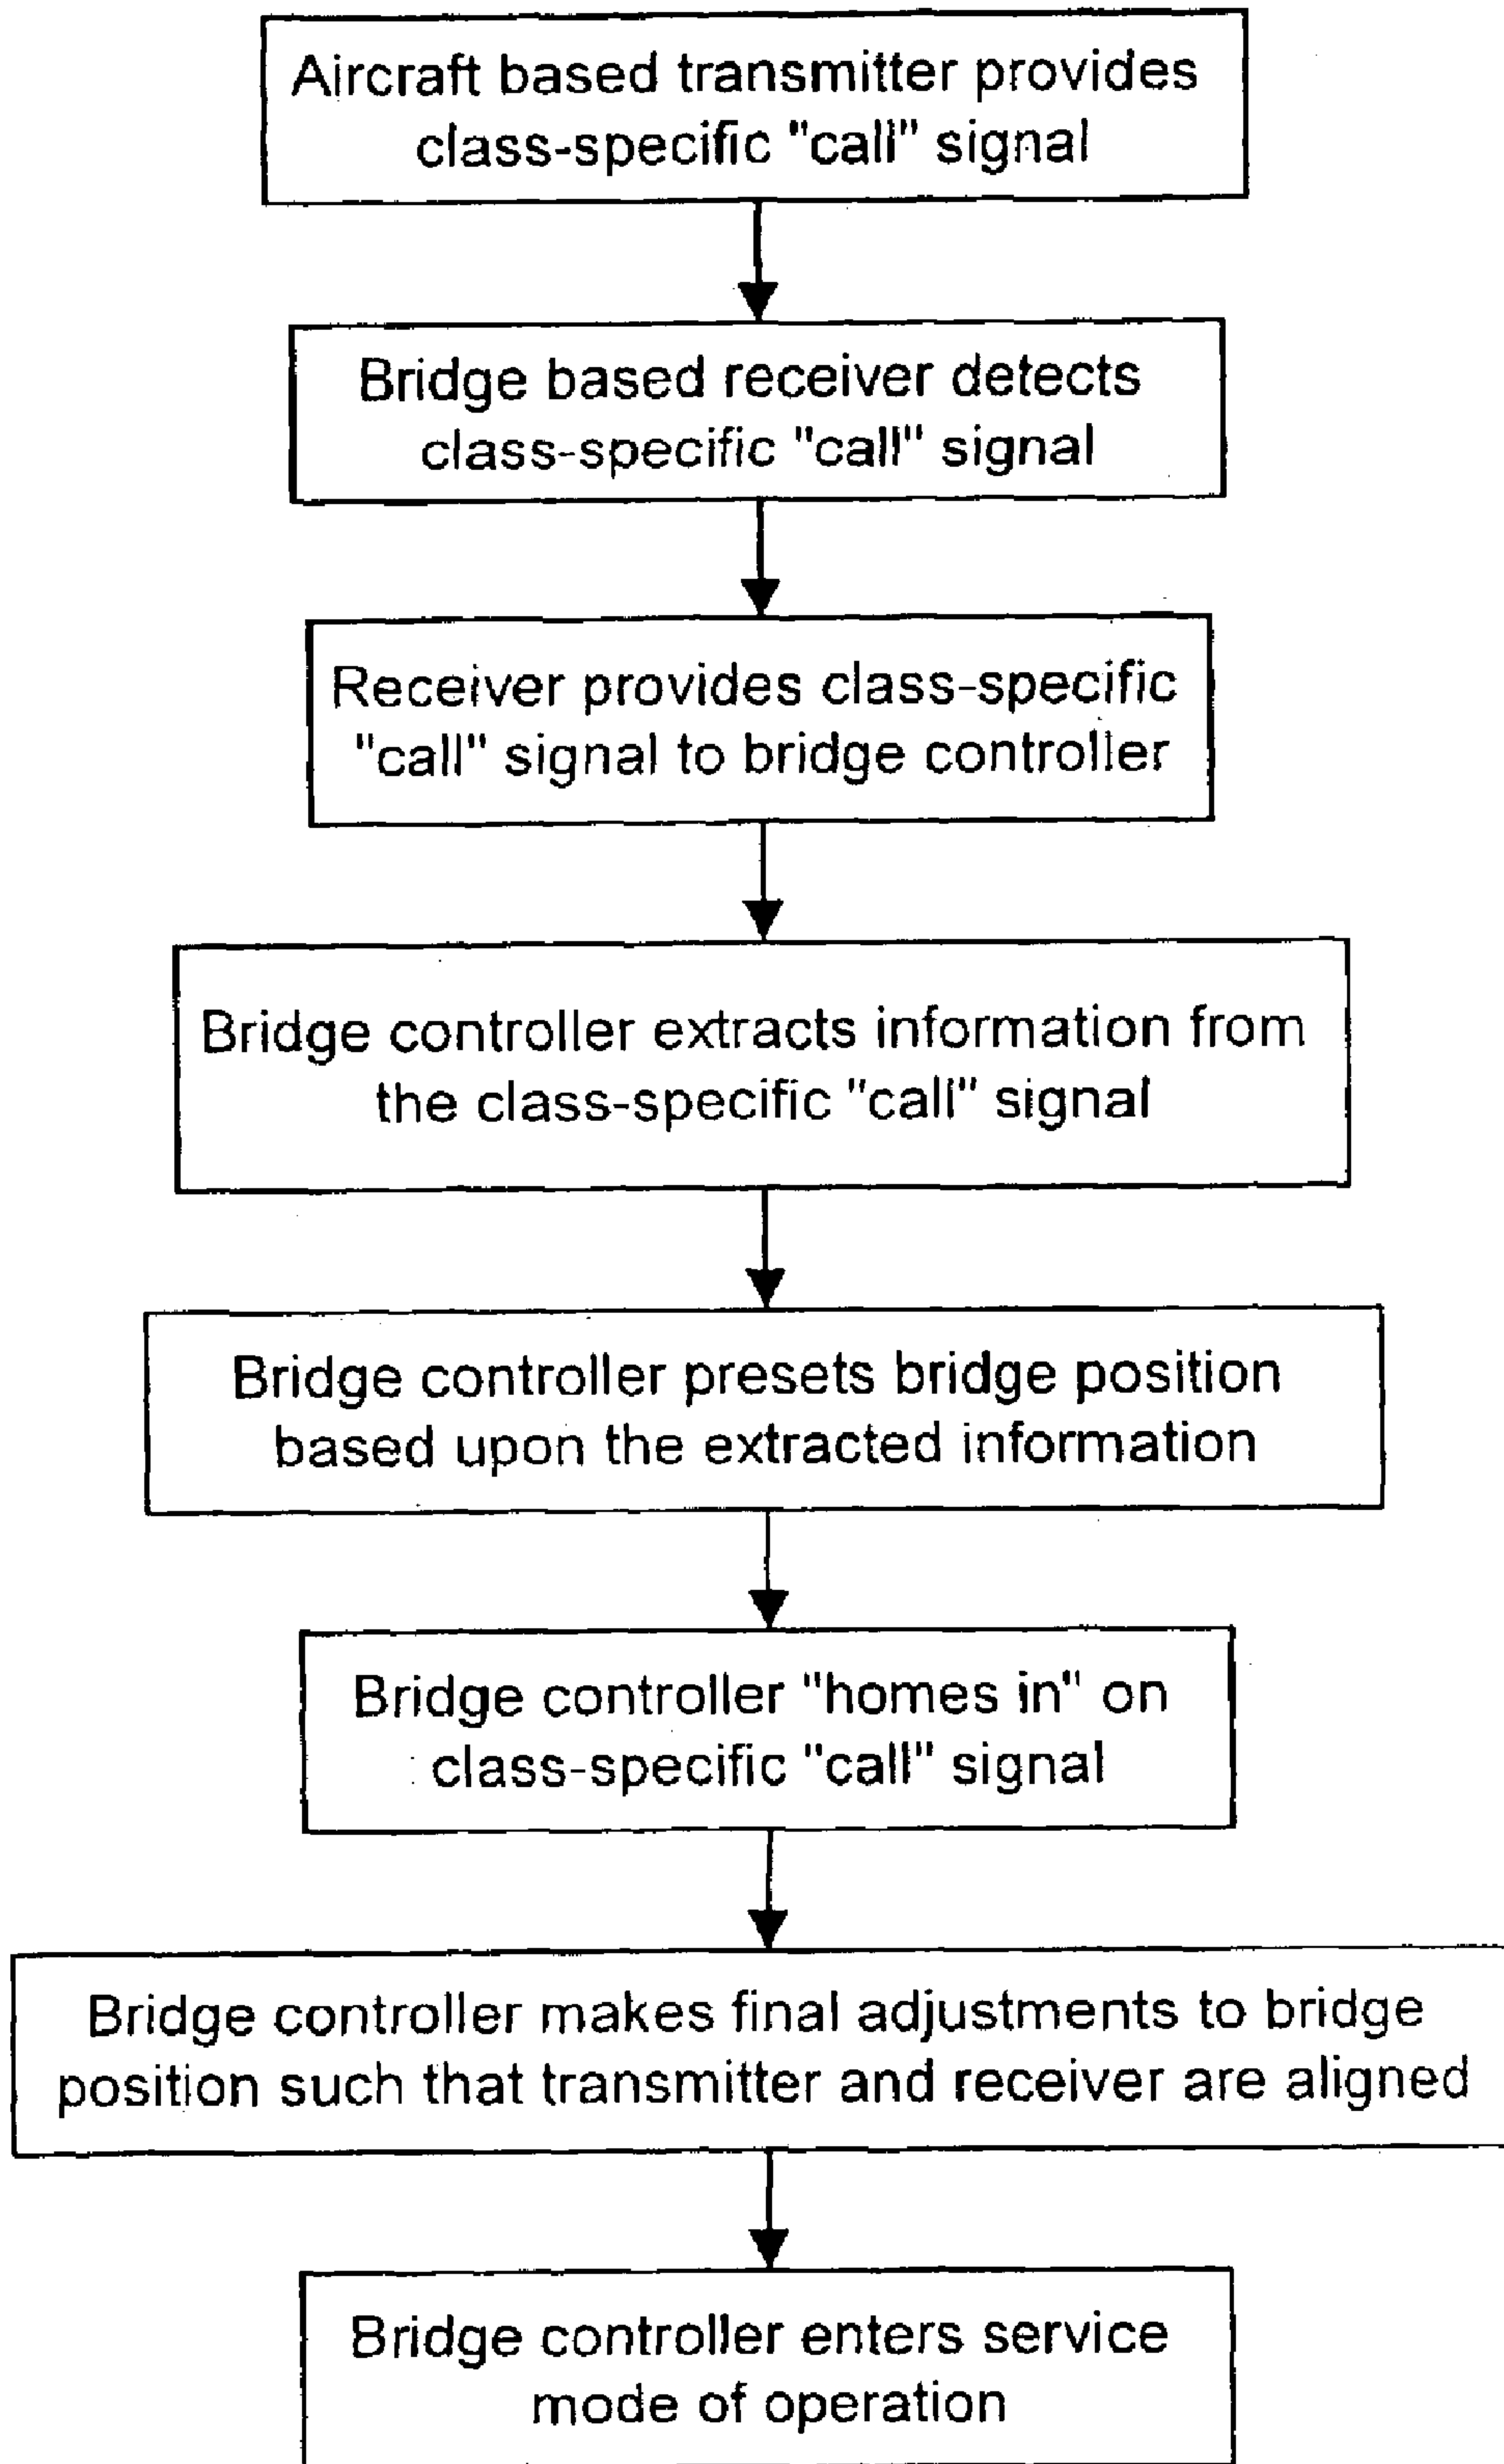 Aircraft based transmitter provides
class-specific "call" signal
Bridge based receiver detects
class-specific "call" signal
Receiver provides class-specific
"call" signal to bridge controller
Bridge controller extracts information from
the class-specific "call" signal
Bridge controller presets bridge position
based upon the extracted information
Bridge controller "homes in" on
class-specific "call" signal
Bridge controller makes final adjustments to bridge
position such that transmitter and receiver are aligned
Bridge controller enters service
mode of operation